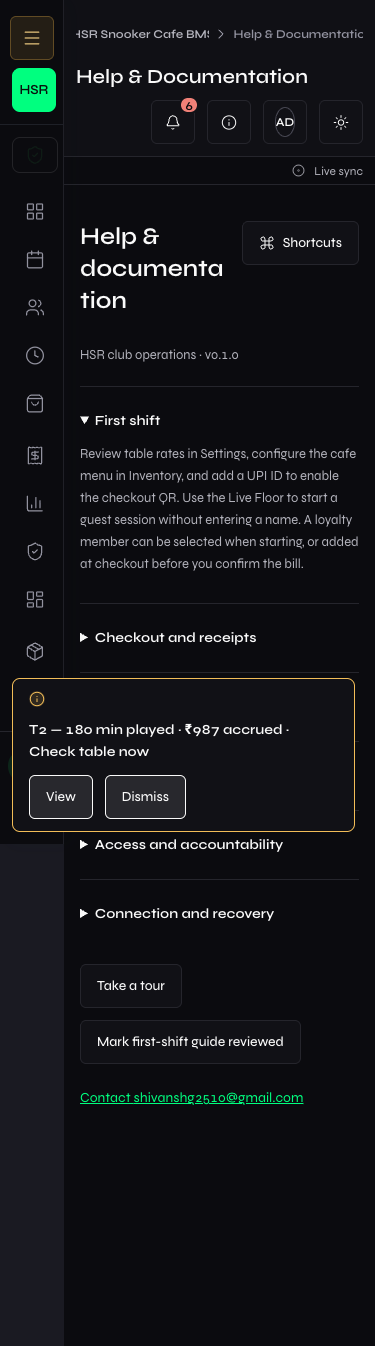 HSR Snooker Cafe BMS
Help & Documentatic
HSR
Help & Documentation
6
AD
Live sync
Help &
documenta
tion
Shortcuts
HSR club operations · v0.1.0
First shift
Review table rates in Settings, configure the cafe
menu in Inventory, and add a UPI ID to enable
the checkout QR. Use the Live Floor to start a
guest session without entering a name. A loyalty
member can be selected when starting, or added
at checkout before you confirm the bill.
Checkout and receipts
T2 — 180 min played · ₹987 accrued ·
Check table now
View
Dismiss
Access and accountability
Connection and recovery
Take a tour
Mark first-shift guide reviewed
Contact shivanshg2510@gmail.com